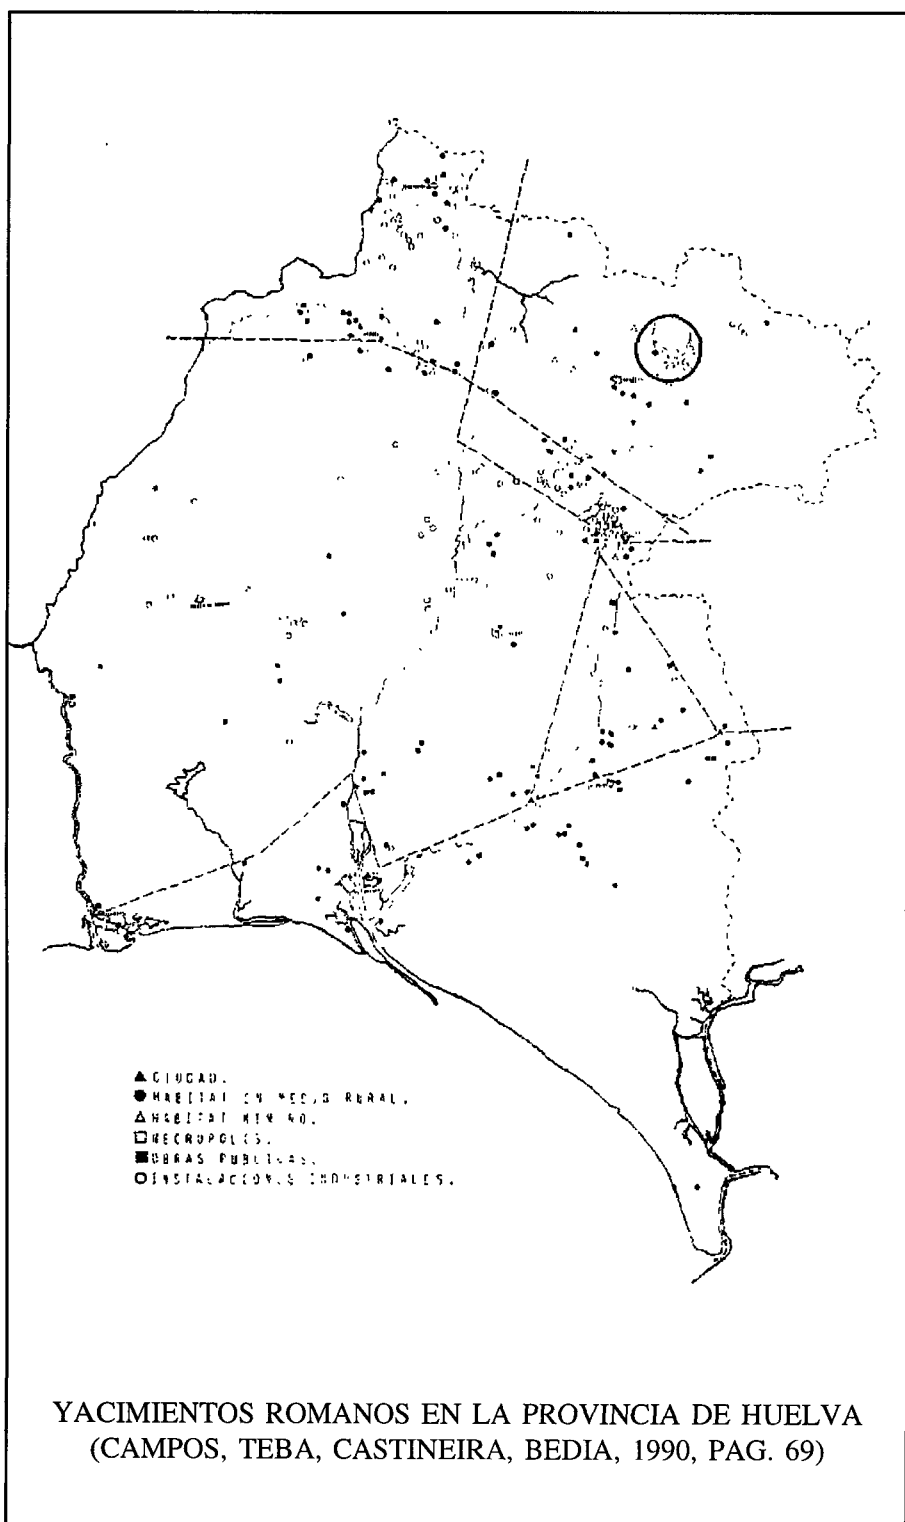 CIUDAD.
HABITAT EN MEDIO RURAL.
HABITAT MINERO.
NECROPOLIS.
OBRAS PUBLICAS.
INSTALACIONES INDUSTRIALES.
YACIMIENTOS ROMANOS EN LA PROVINCIA DE HUELVA
(CAMPOS, TEBA, CASTINEIRA, BEDIA, 1990, PAG. 69)